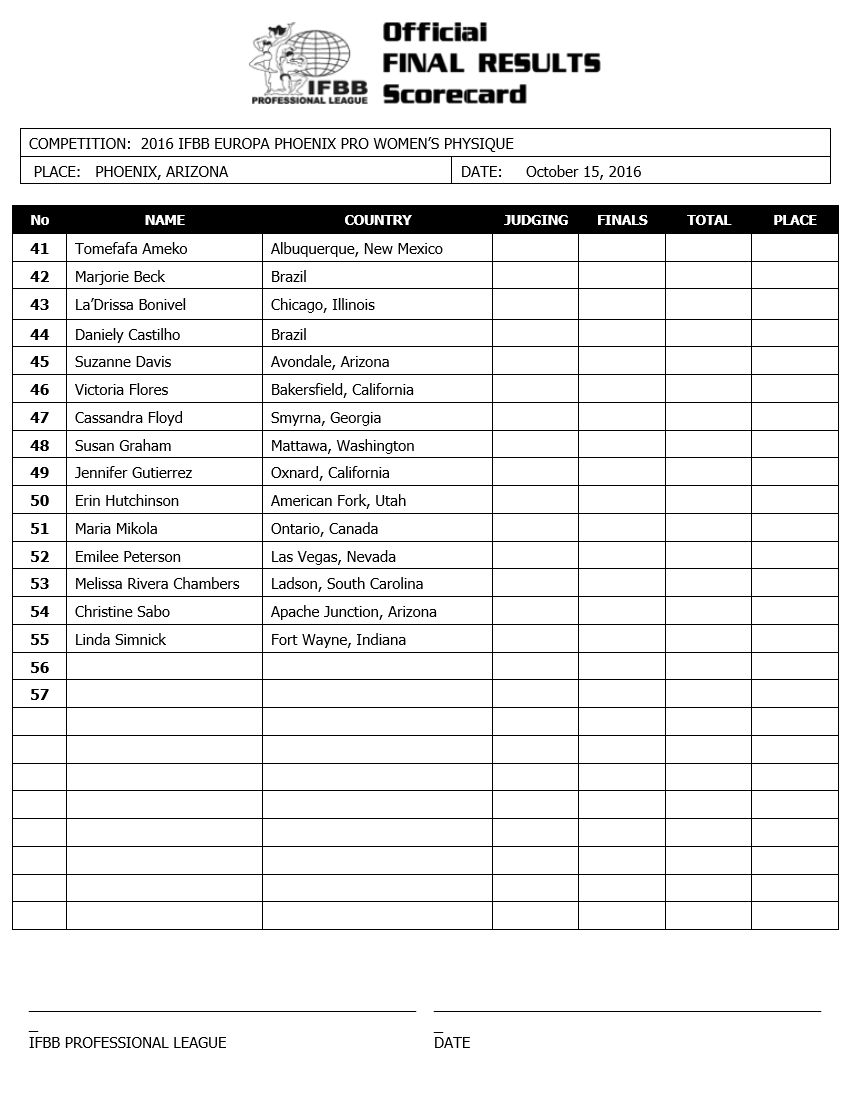 IFBB
PROFESSIONAL LEAGUE
Official
FINAL RESULTS
Scorecard
COMPETITION: 2016 IFBB EUROPA PHOENIX PRO WOMEN'S PHYSIQUE
PLACE: PHOENIX, ARIZONA DATE: October 15, 2016
No NAME COUNTRY JUDGING FINALS TOTAL PLACE
41 Tomefafa Ameko Albuquerque, New Mexico
42 Marjorie Beck Brazil
43 La'Drissa Bonivel Chicago, Illinois
44 Daniely Castilho Brazil
45 Suzanne Davis Avondale, Arizona
46 Victoria Flores Bakersfield, California
47 Cassandra Floyd Smyrna, Georgia
48 Susan Graham Mattawa, Washington
49 Jennifer Gutierrez Oxnard, California
50 Erin Hutchinson American Fork, Utah
51 Maria Mikola Ontario, Canada
52 Emilee Peterson Las Vegas, Nevada
53 Melissa Rivera Chambers Ladson, South Carolina
54 Christine Sabo Apache Junction, Arizona
55 Linda Simnick Fort Wayne, Indiana
56
57
IFBB PROFESSIONAL LEAGUE DATE